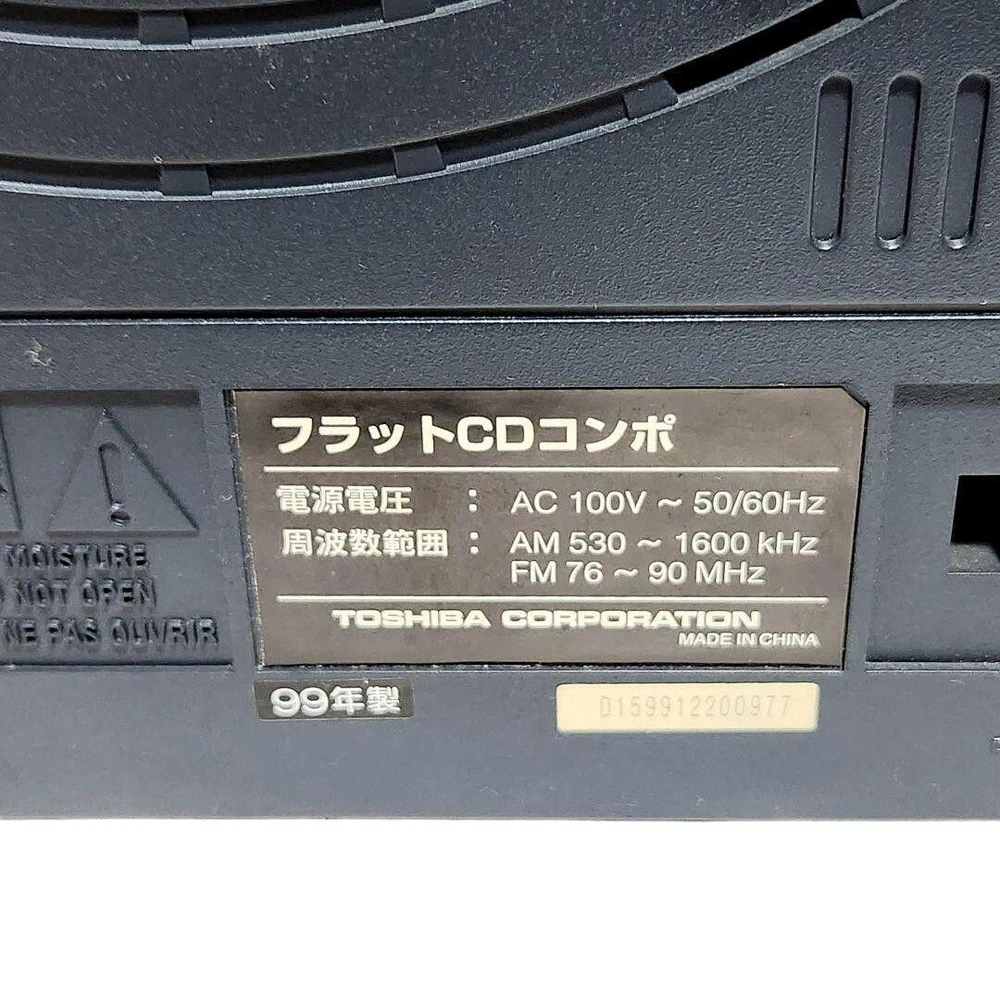 フラットCDコンポ
電源電圧 : AC 100V ~ 50/60Hz
周波数範囲 : AM 530 ~ 1600 kHz
FM 76 ~ 90 MHz
TOSHIBA CORPORATION
MADE IN CHINA
99年製
D159912200977
MOISTURE
NOT OPEN
NE PAS OUVRIR